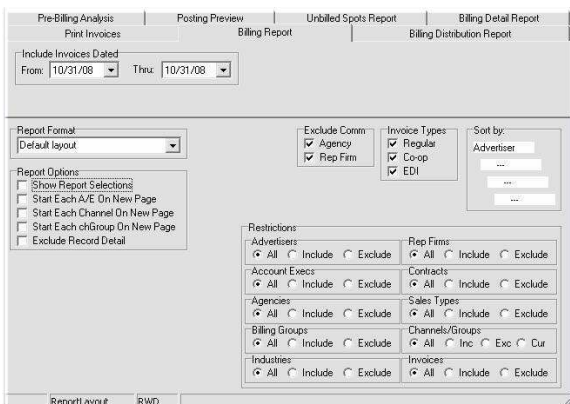 Pre-Billing Analysis Posting Preview Unbilled Spots Report Billing Detail Report
Print Invoices Billing Report Billing Distribution Report
Include Invoices Dated
From: 10/31/08 Thru: 10/31/08
Report Format
Default layout
Exclude Comm
Agency
Rep Firm
Invoice Types
Regular
Co-op
EDI
Sort by:
Advertiser
---
---
---
Report Options
Show Report Selections
Start Each A/E On New Page
Start Each Channel On New Page
Start Each chGroup On New Page
Exclude Record Detail
Restrictions
Advertisers
All Include Exclude
Rep Firms
All Include Exclude
Account Execs
All Include Exclude
Contracts
All Include Exclude
Agencies
All Include Exclude
Sales Types
All Include Exclude
Billing Groups
All Include Exclude
Channels/Groups
All Inc Exc Cur
Industries
All Include Exclude
Invoices
All Include Exclude
ReportLayout RWD